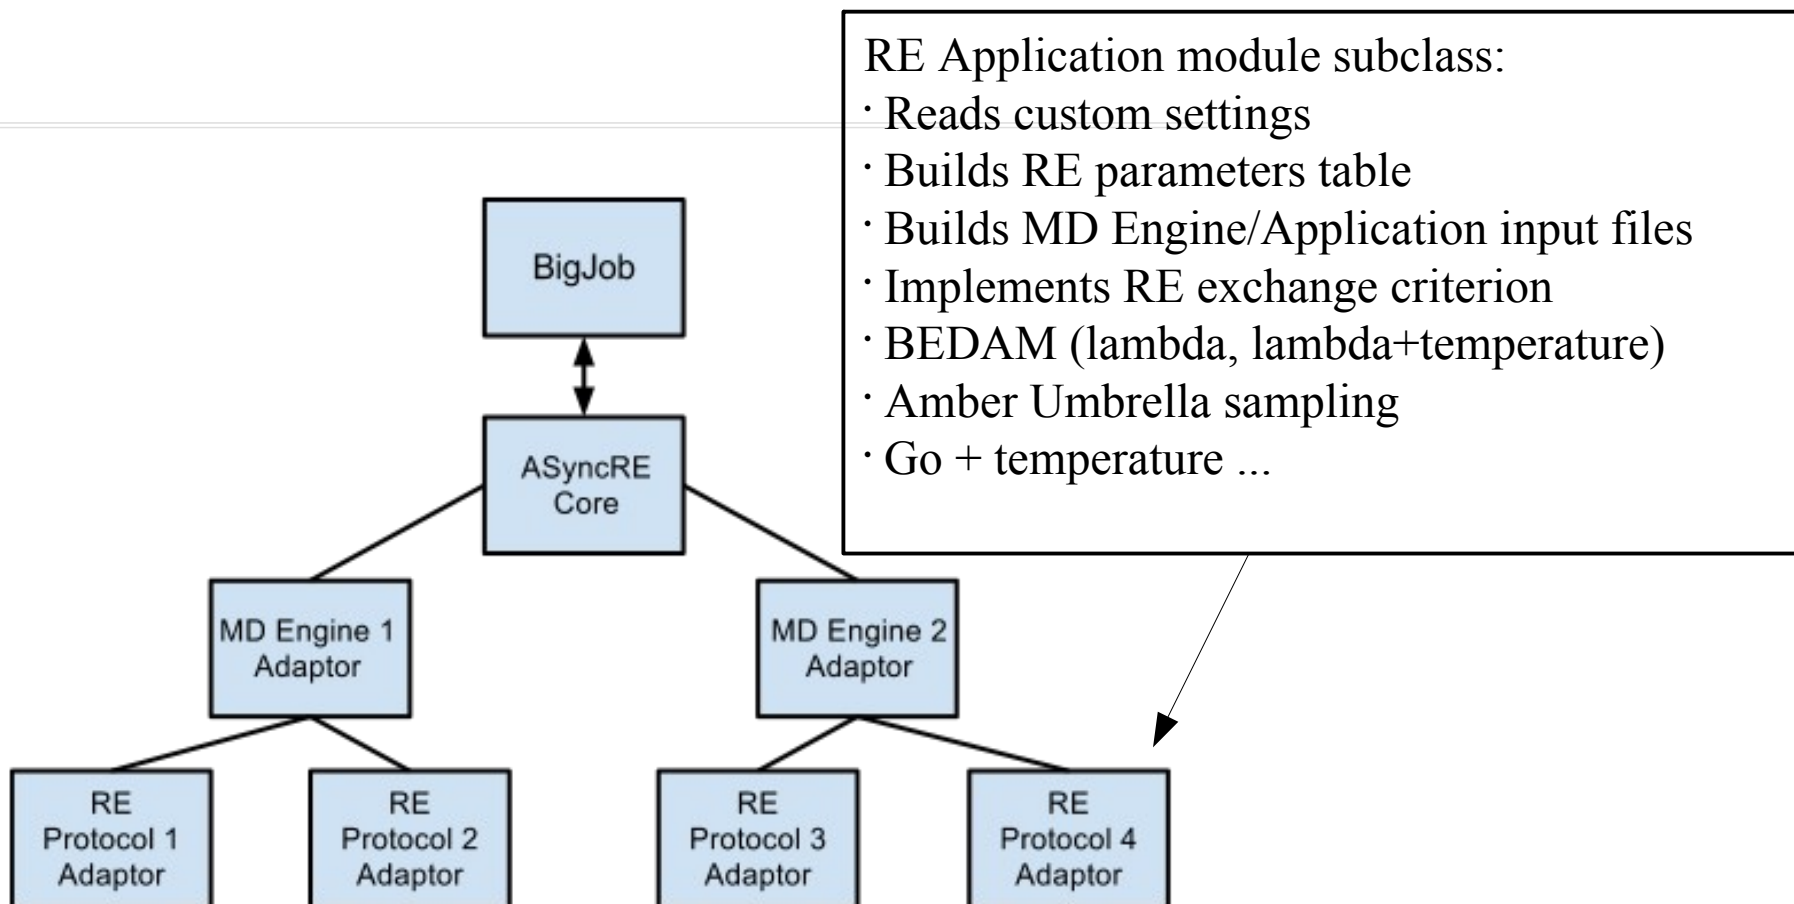 RE Application module subclass:
· Reads custom settings
· Builds RE parameters table
· Builds MD Engine/Application input files
· Implements RE exchange criterion
· BEDAM (lambda, lambda+temperature)
· Amber Umbrella sampling
· Go + temperature ...
BigJob
ASyncRE
Core
MD Engine 1
Adaptor
MD Engine 2
Adaptor
RE
Protocol 1
Adaptor
RE
Protocol 2
Adaptor
RE
Protocol 3
Adaptor
RE
Protocol 4
Adaptor